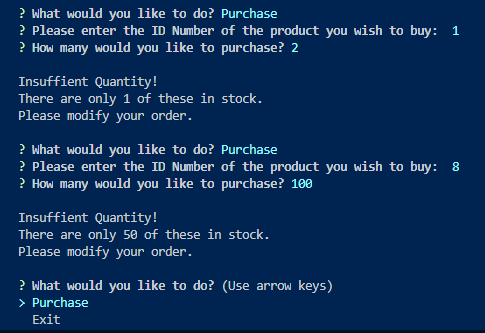 ? What would you like to do? Purchase
? Please enter the ID Number of the product you wish to buy:  1
? How many would you like to purchase? 2
Insuffient Quantity!
There are only 1 of these in stock.
Please modify your order.
? What would you like to do? Purchase
? Please enter the ID Number of the product you wish to buy:  8
? How many would you like to purchase? 100
Insuffient Quantity!
There are only 50 of these in stock.
Please modify your order.
? What would you like to do? (Use arrow keys)
> Purchase
Exit